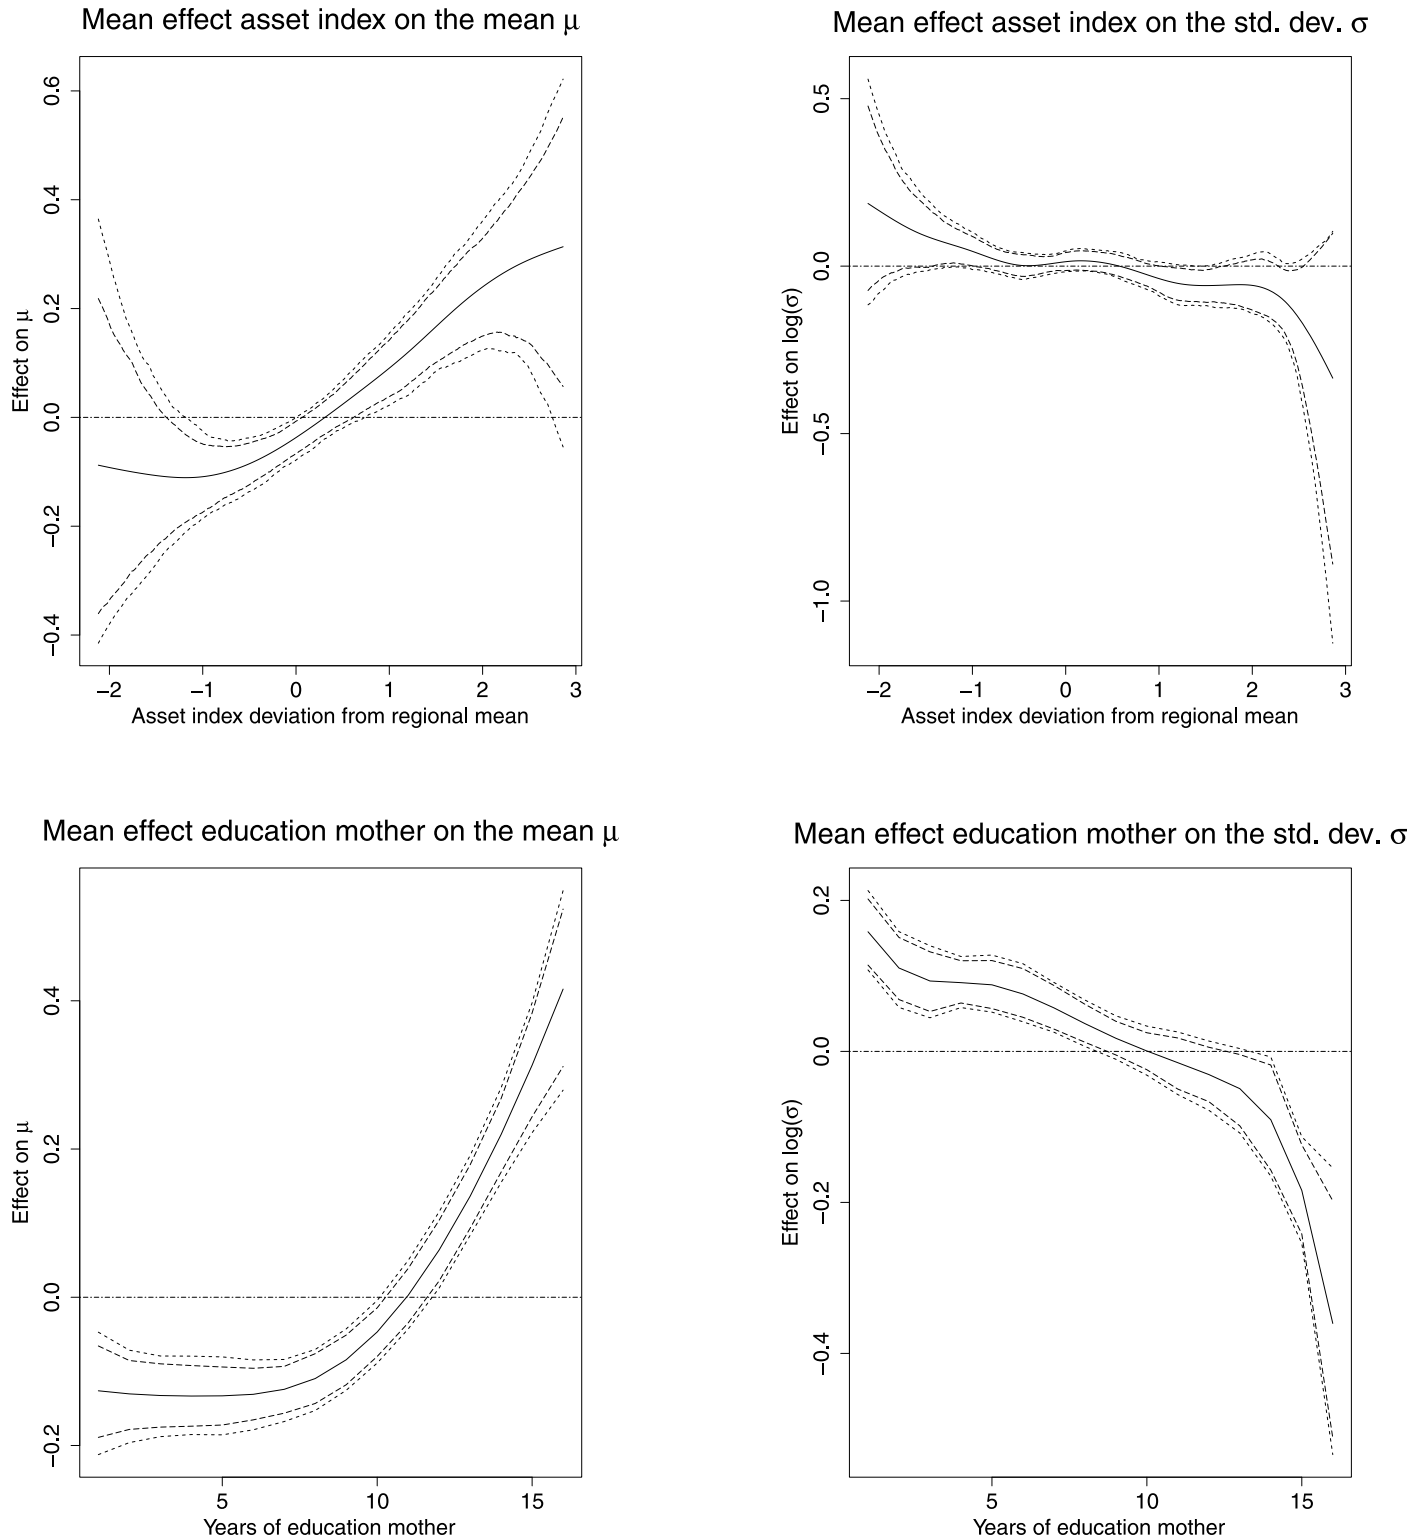 Mean effect asset index on the mean μ
Effect on μ
0.6
0.4
0.2
0.0
−0.2
−0.4
−2 −1 0 1 2 3
Asset index deviation from regional mean
Mean effect asset index on the std. dev. σ
Effect on log(σ)
0.5
0.0
−0.5
−1.0
−2 −1 0 1 2 3
Asset index deviation from regional mean
Mean effect education mother on the mean μ
Effect on μ
0.4
0.2
0.0
−0.2
5 10 15
Years of education mother
Mean effect education mother on the std. dev. σ
Effect on log(σ)
0.2
0.0
−0.2
−0.4
5 10 15
Years of education mother